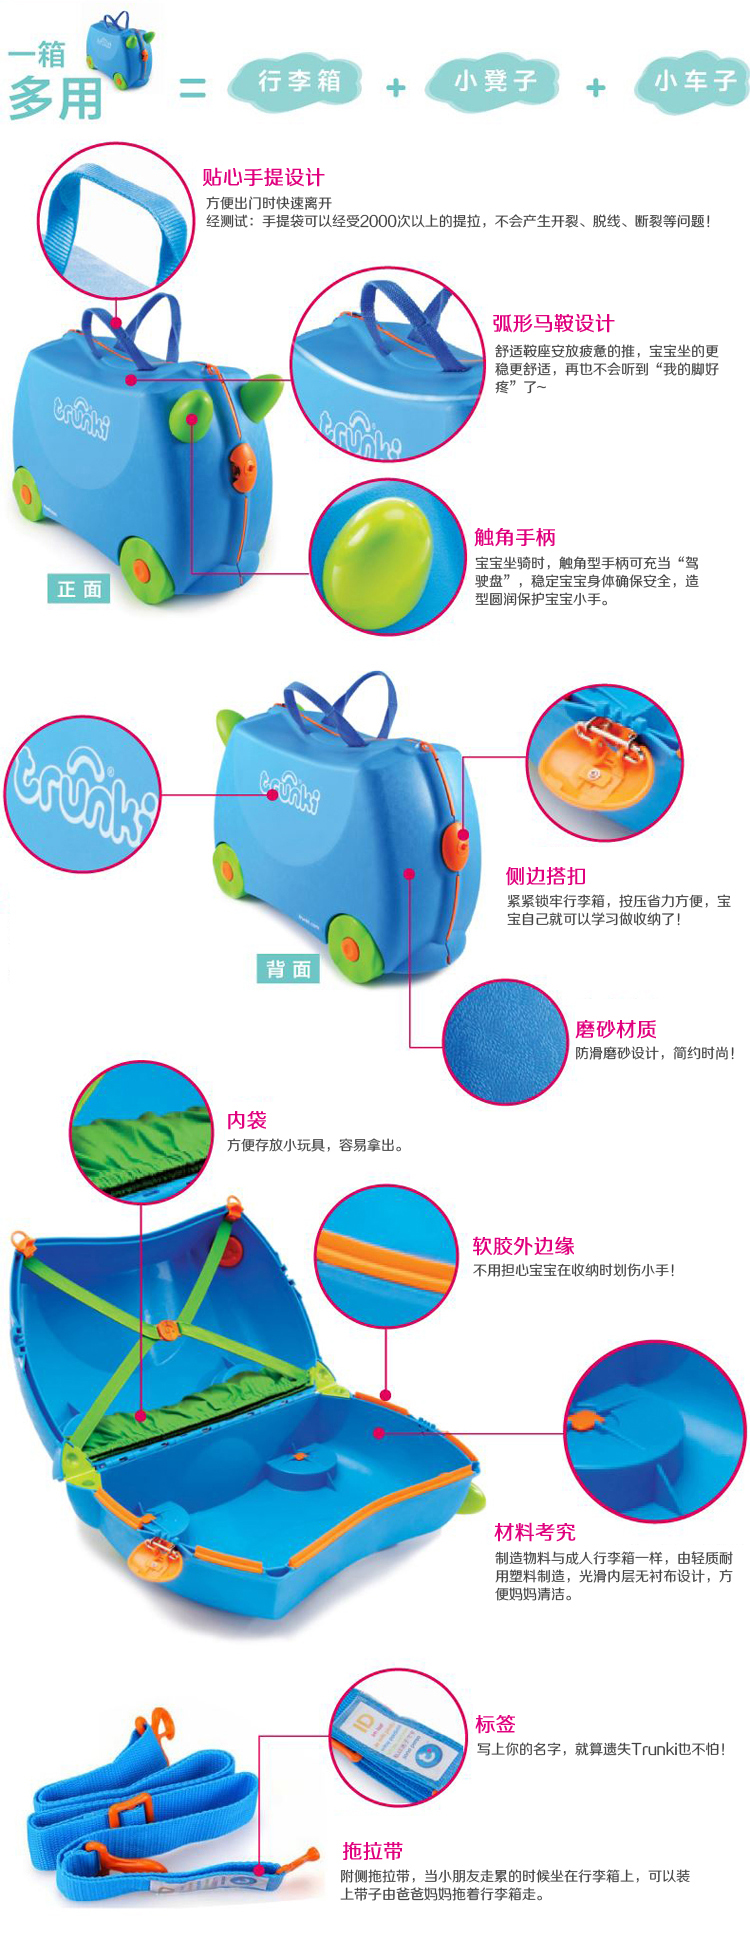 一箱
多用
=
行李箱
+
小凳子
+
小车子
贴心手提设计
方便出门时快速离开
经测试：手提袋可以经受2000次以上的提拉，不会产生开裂、脱线、断裂等问题！
弧形马鞍设计
舒适鞍座安放疲惫的推，宝宝坐的更
稳更舒适，再也不会听到“我的脚好
疼”了~
trunki
trunki
触角手柄
宝宝坐骑时，触角型手柄可充当“驾
驶盘”，稳定宝宝身体确保安全，造
型圆润保护宝宝小手。
正面
trunki
trunki
侧边搭扣
紧紧锁牢行李箱，按压省力方便，宝
宝自己就可以学习做收纳了！
背面
磨砂材质
防滑磨砂设计，简约时尚！
内袋
方便存放小玩具，容易拿出。
软胶外边缘
不用担心宝宝在收纳时划伤小手！
材料考究
制造物料与成人行李箱一样，由轻质耐
用塑料制造，光滑内层无衬布设计，方
便妈妈清洁。
ID
标签
写上你的名字，就算遗失Trunki也不怕！
拖拉带
附侧拖拉带，当小朋友走累的时候坐在行李箱上，可以装
上带子由爸爸妈妈拖着行李箱走。